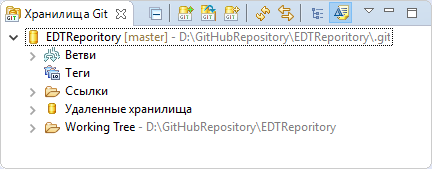 Хранилища Git
EDTReporitory [master] - D:\GitHubRepository\EDTReporitory\.git
Ветви
Теги
Ссылки
Удаленные хранилища
Working Tree - D:\GitHubRepository\EDTReporitory